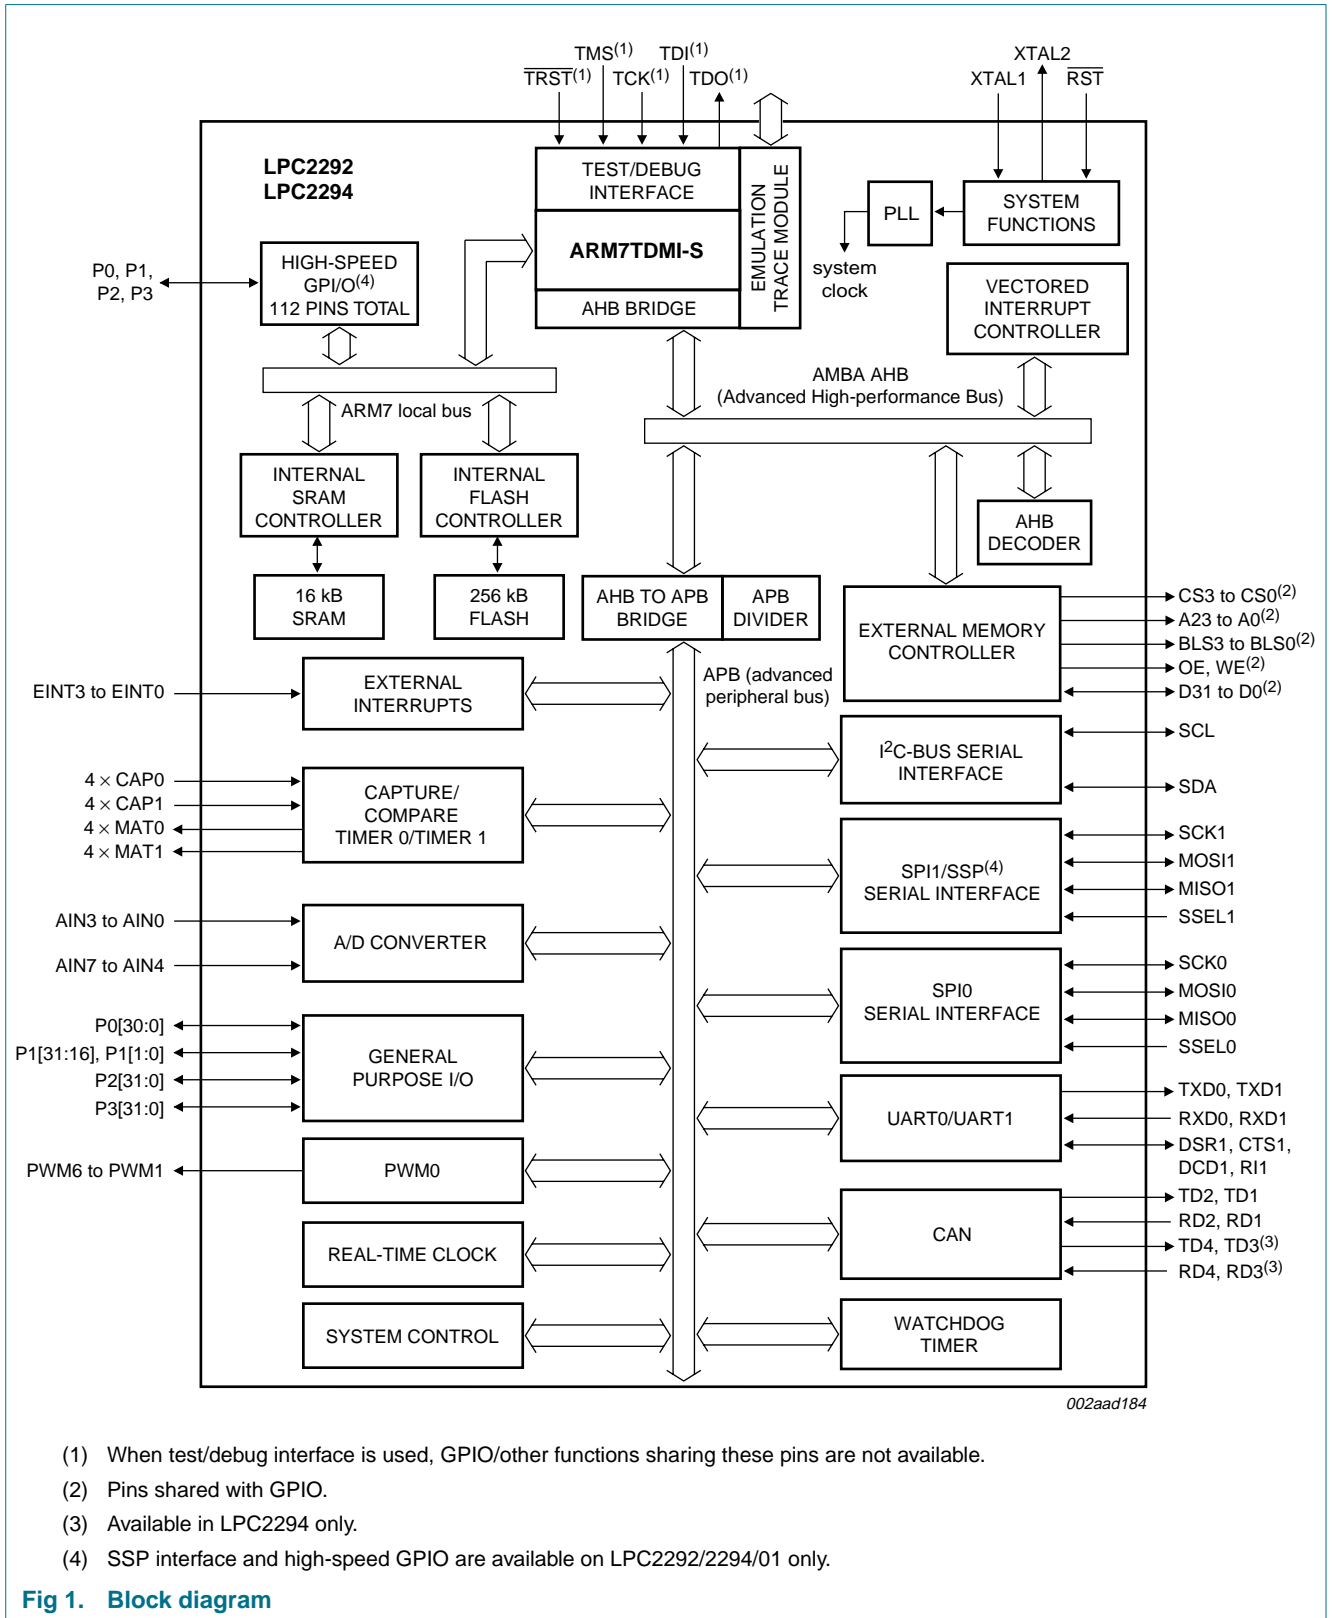 TMS(1) TDI(1) XTAL2
TRST(1) TCK(1) TDO(1) XTAL1 RST
LPC2292
LPC2294
TEST/DEBUG
INTERFACE
ARM7TDMI-S
AHB BRIDGE
EMULATION
TRACE MODULE
PLL
SYSTEM
FUNCTIONS
system
clock
P0, P1,
P2, P3
HIGH-SPEED
GPI/O(4)
112 PINS TOTAL
VECTORED
INTERRUPT
CONTROLLER
AMBA AHB
(Advanced High-performance Bus)
ARM7 local bus
INTERNAL
SRAM
CONTROLLER
INTERNAL
FLASH
CONTROLLER
AHB
DECODER
16 kB
SRAM
256 kB
FLASH
AHB TO APB
BRIDGE
APB
DIVIDER
EXTERNAL MEMORY
CONTROLLER
CS3 to CS0(2)
A23 to A0(2)
BLS3 to BLS0(2)
OE, WE(2)
D31 to D0(2)
APB (advanced
peripheral bus)
EINT3 to EINT0
EXTERNAL
INTERRUPTS
I2C-BUS SERIAL
INTERFACE
SCL
SDA
4 × CAP0
4 × CAP1
4 × MAT0
4 × MAT1
CAPTURE/
COMPARE
TIMER 0/TIMER 1
SPI1/SSP(4)
SERIAL INTERFACE
SCK1
MOSI1
MISO1
SSEL1
AIN3 to AIN0
AIN7 to AIN4
A/D CONVERTER
SPI0
SERIAL INTERFACE
SCK0
MOSI0
MISO0
SSEL0
P0[30:0]
P1[31:16], P1[1:0]
P2[31:0]
P3[31:0]
GENERAL
PURPOSE I/O
UART0/UART1
TXD0, TXD1
RXD0, RXD1
DSR1, CTS1,
DCD1, RI1
PWM6 to PWM1
PWM0
CAN
TD2, TD1
RD2, RD1
TD4, TD3(3)
RD4, RD3(3)
REAL-TIME CLOCK
SYSTEM CONTROL
WATCHDOG
TIMER
002aad184
(1) When test/debug interface is used, GPIO/other functions sharing these pins are not available.
(2) Pins shared with GPIO.
(3) Available in LPC2294 only.
(4) SSP interface and high-speed GPIO are available on LPC2292/2294/01 only.
Fig 1. Block diagram